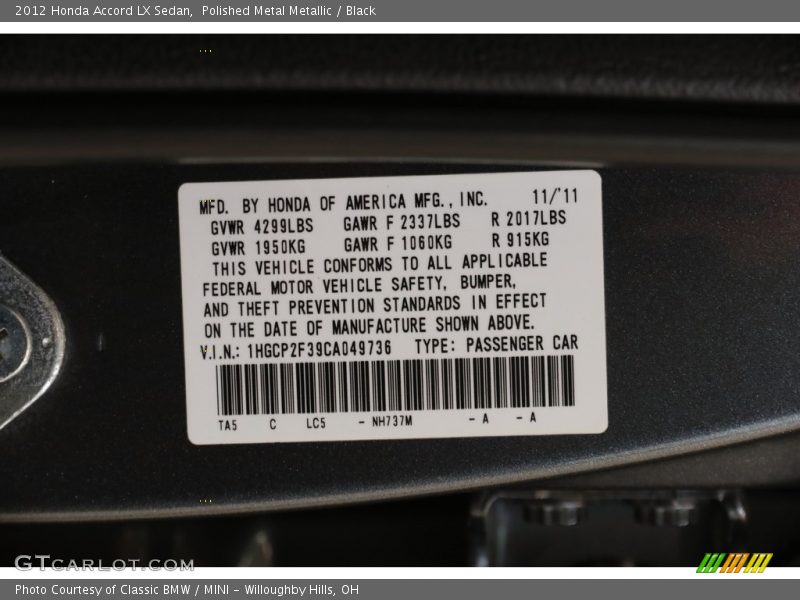 2012 Honda Accord LX Sedan,  Polished Metal Metallic / Black
MFD. BY HONDA OF AMERICA MFG., INC. 11/'11
GVWR 4299LBS GAWR F 2337LBS R 2017LBS
GVWR 1950KG GAWR F 1060KG R 915KG
THIS VEHICLE CONFORMS TO ALL APPLICABLE
FEDERAL MOTOR VEHICLE SAFETY, BUMPER,
AND THEFT PREVENTION STANDARDS IN EFFECT
ON THE DATE OF MANUFACTURE SHOWN ABOVE.
V.I.N.: 1HGCP2F39CA049736 TYPE: PASSENGER CAR
TA5 C LC5 - NH737M - A - A
GTCARLOT.COM
Photo Courtesy of Classic BMW / MINI - Willoughby Hills, OH